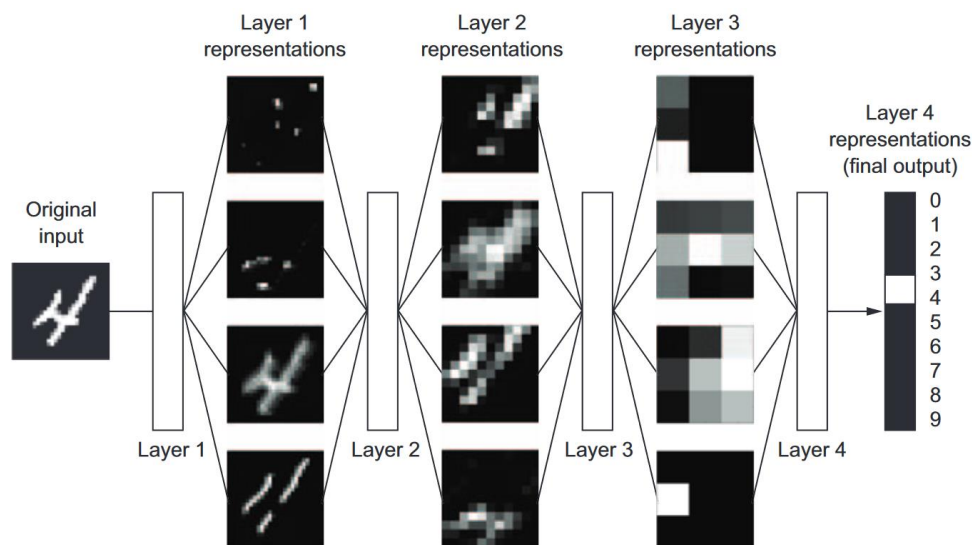 Layer 1
representations
Layer 2
representations
Layer 3
representations
Layer 4
representations
(final output)
Original
input
0
1
2
3
4
5
6
7
8
9
Layer 1
Layer 2
Layer 3
Layer 4